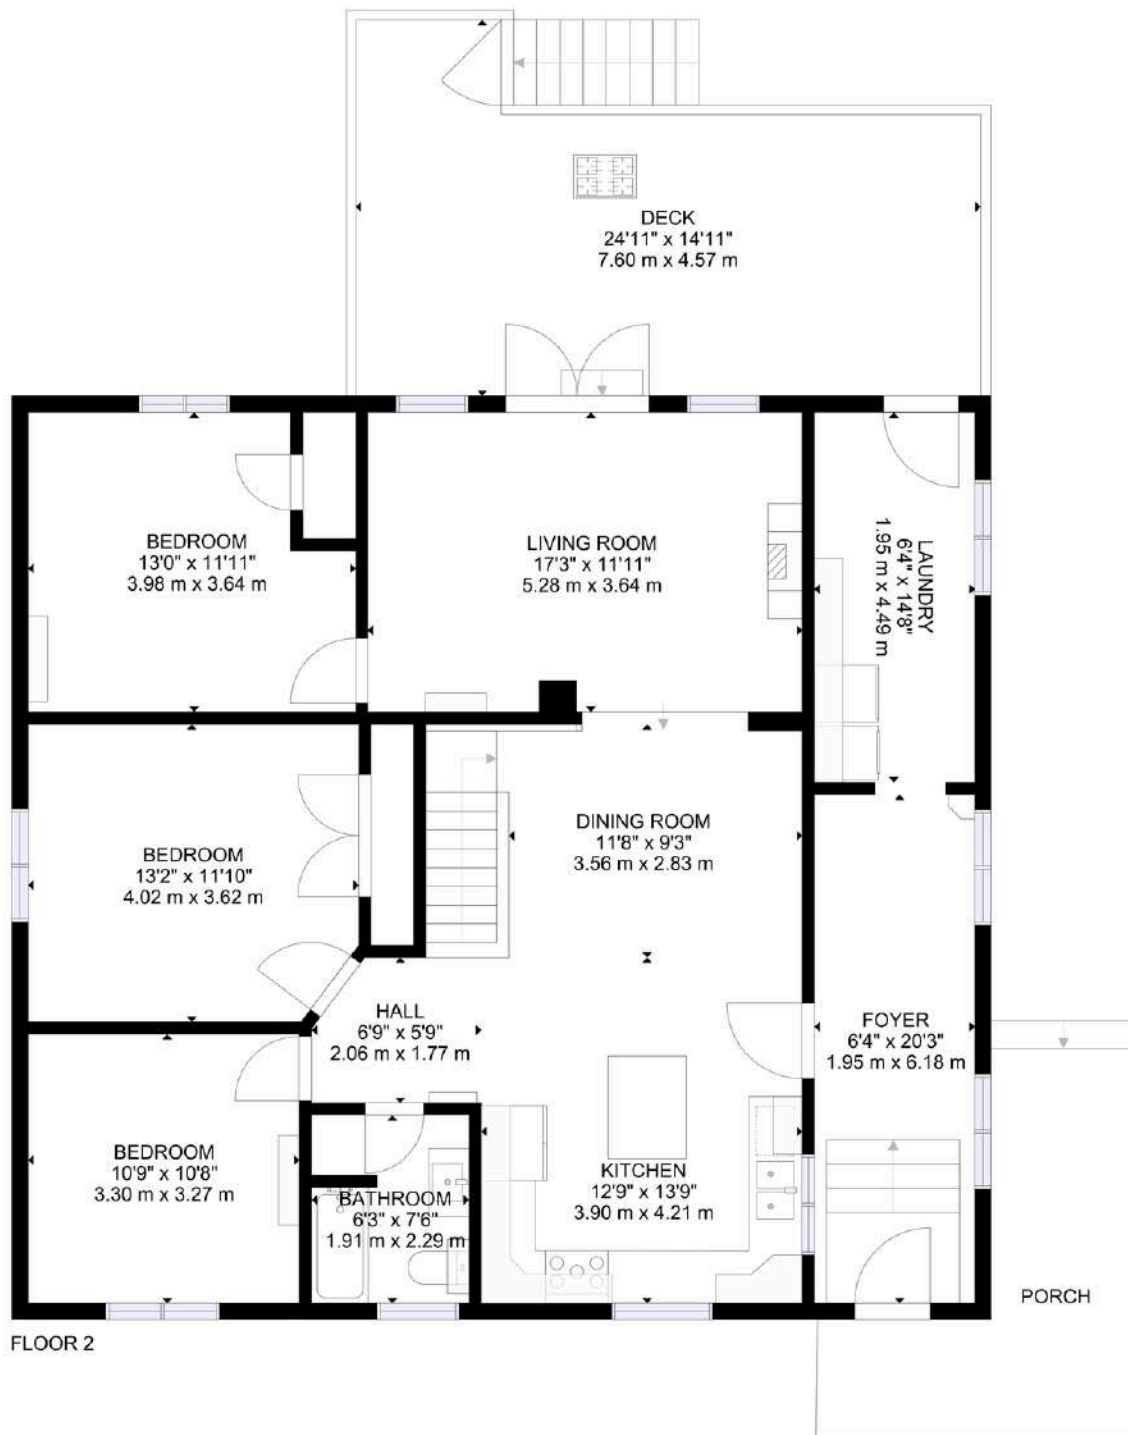 DECK
24'11" x 14'11"
7.60 m x 4.57 m
BEDROOM
13'0" x 11'11"
3.98 m x 3.64 m
LIVING ROOM
17'3" x 11'11"
5.28 m x 3.64 m
LAUNDRY
6'4" x 14'8"
1.95 m x 4.49 m
BEDROOM
13'2" x 11'10"
4.02 m x 3.62 m
DINING ROOM
11'8" x 9'3"
3.56 m x 2.83 m
HALL
6'9" x 5'9"
2.06 m x 1.77 m
FOYER
6'4" x 20'3"
1.95 m x 6.18 m
BEDROOM
10'9" x 10'8"
3.30 m x 3.27 m
BATHROOM
6'3" x 7'6"
1.91 m x 2.29 m
KITCHEN
12'9" x 13'9"
3.90 m x 4.21 m
PORCH
FLOOR 2